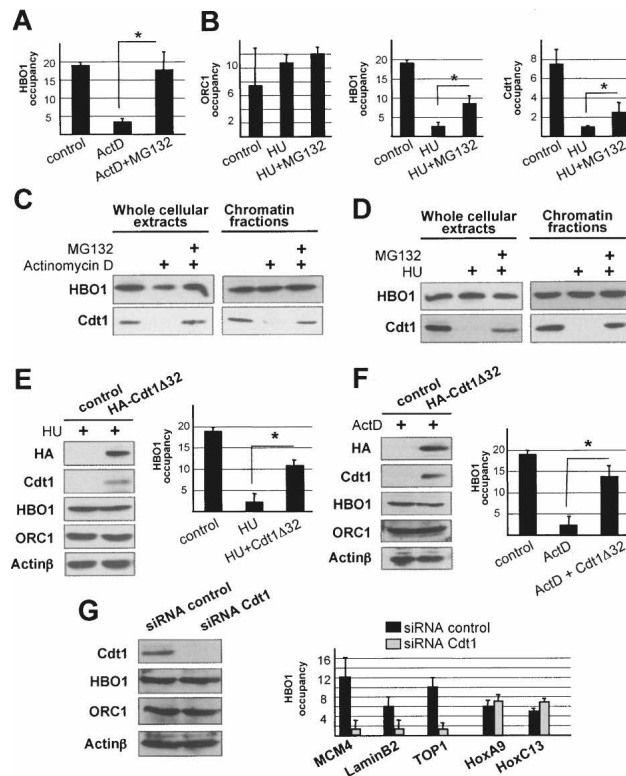 A
HBO1 occupancy
20
15
10
5
*
control
ActD
ActD+MG132
B
ORC1 occupancy
10
5
control
HU
HU+MG132
HBO1 occupancy
20
15
10
5
*
control
HU
HU+MG132
Cdt1 occupancy
8
6
4
2
*
control
HU
HU+MG132
C
Whole cellular extracts
Chromatin fractions
MG132 + +
Actinomycin D + + + +
HBO1
Cdt1
D
Whole cellular extracts
Chromatin fractions
MG132 + +
HU + + + +
HBO1
Cdt1
E
control
HA-Cdt1Δ32
HU + +
HA
Cdt1
HBO1
ORC1
Actinβ
HBO1 occupancy
20
15
10
5
*
control
HU
HU+Cdt1Δ32
F
control
HA-Cdt1Δ32
ActD + +
HA
Cdt1
HBO1
ORC1
Actinβ
HBO1 occupancy
20
15
10
5
*
control
ActD
ActD + Cdt1Δ32
G
siRNA control
siRNA Cdt1
Cdt1
HBO1
ORC1
Actinβ
siRNA control
siRNA Cdt1
HBO1 occupancy
16
12
8
6
4
2
MCM4
LaminB2
TOP1
HoxA9
HoxC13